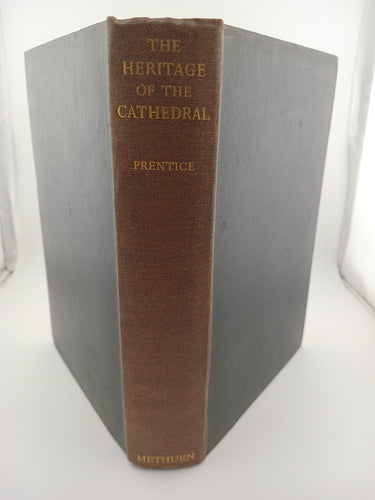 THE
HERITAGE
OF THE
CATHEDRAL
PRENTICE
METHUEN